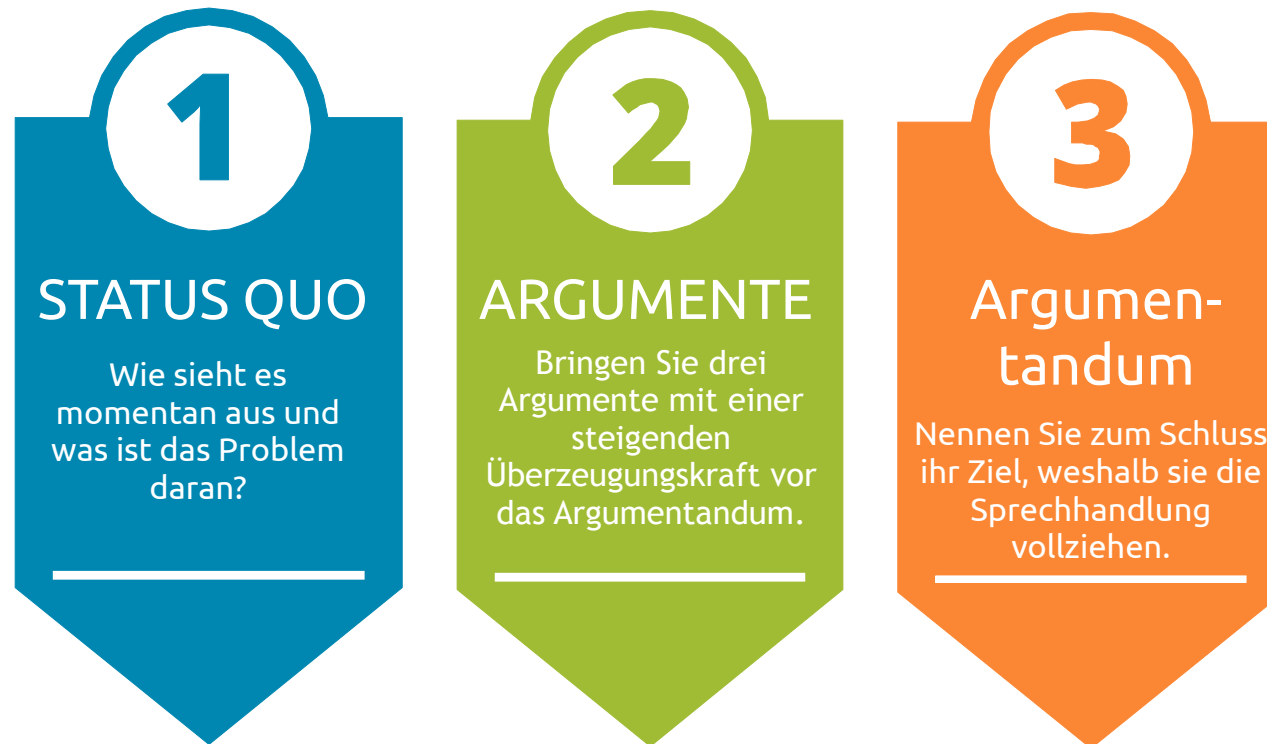 1
STATUS QUO
Wie sieht es
momentan aus und
was ist das Problem
daran?
2
ARGUMENTE
Bringen Sie drei
Argumente mit einer
steigenden
Überzeugungskraft vor
das Argumentandum.
3
Argumen-
tandum
Nennen Sie zum Schluss
ihr Ziel, weshalb sie die
Sprechhandlung
vollziehen.